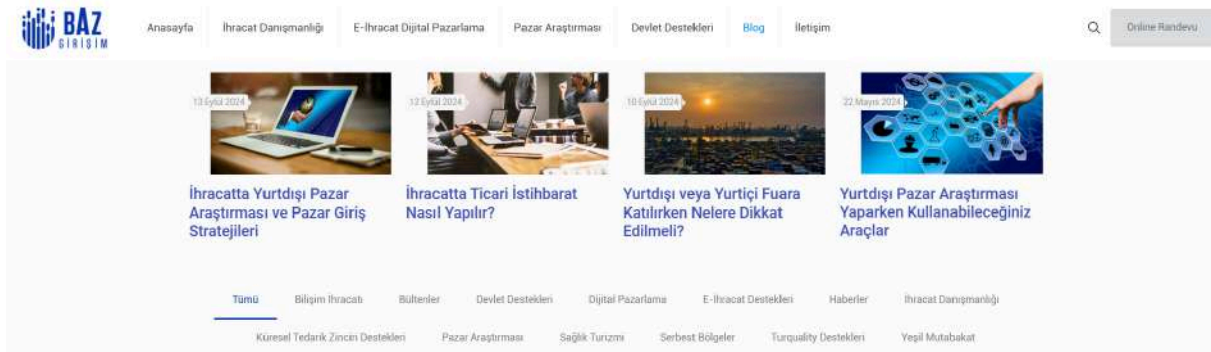 BAZ
GİRİŞİM
Anasayfa İhracat Danışmanlığı E-İhracat Dijital Pazarlama Pazar Araştırması Devlet Destekleri Blog İletişim
Online Randevu
13 Eylül 2024
12 Eylül 2024
10 Eylül 2024
22 Mayıs 2024
İhracatta Yurtdışı Pazar
Araştırması ve Pazar Giriş
Stratejileri
İhracatta Ticari İstihbarat
Nasıl Yapılır?
Yurtdışı veya Yurtiçi Fuara
Katılırken Nelere Dikkat
Edilmeli?
Yurtdışı Pazar Araştırması
Yaparken Kullanabileceğiniz
Araçlar
Tümü Bilişim İhracatı Bültenler Devlet Destekleri Dijital Pazarlama E-İhracat Destekleri Haberler İhracat Danışmanlığı
Küresel Tedarik Zincirı Destekleri Pazar Araştırması Sağlık Turizmi Serbest Bölgeler Turquality Destekleri Yeşil Mutabakat